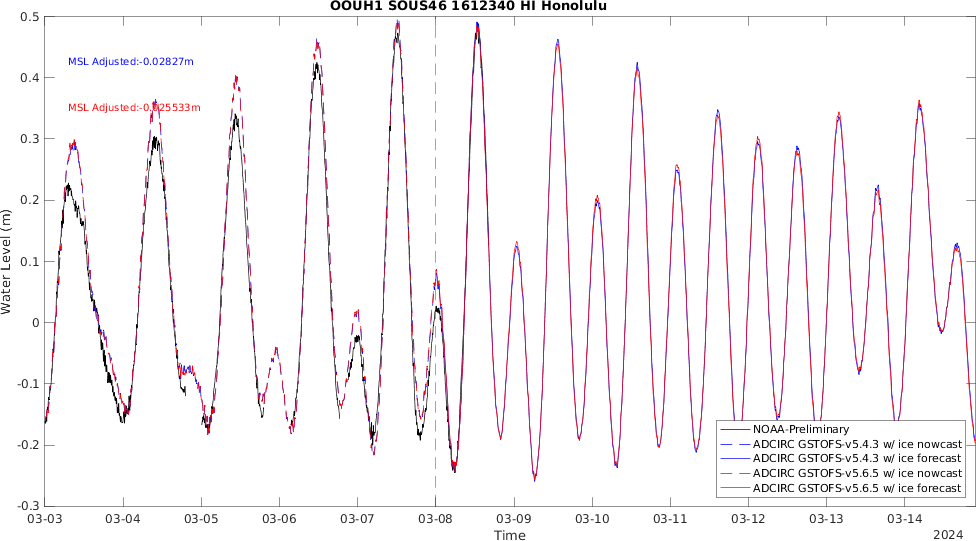 OOUH1 SOUS46 1612340 HI Honolulu
0.5
MSL Adjusted:-0.02827m
0.4
MSL Adjusted:-0.025533m
0.3
0.2
0.1
Water Level (m)
0
-0.1
-0.2
-0.3
NOAA-Preliminary
ADCIRC GSTOFS-v5.4.3 w/ ice nowcast
ADCIRC GSTOFS-v5.4.3 w/ ice forecast
ADCIRC GSTOFS-v5.6.5 w/ ice nowcast
ADCIRC GSTOFS-v5.6.5 w/ ice forecast
03-03 03-04 03-05 03-06 03-07 03-08 03-09 03-10 03-11 03-12 03-13 03-14
Time
2024